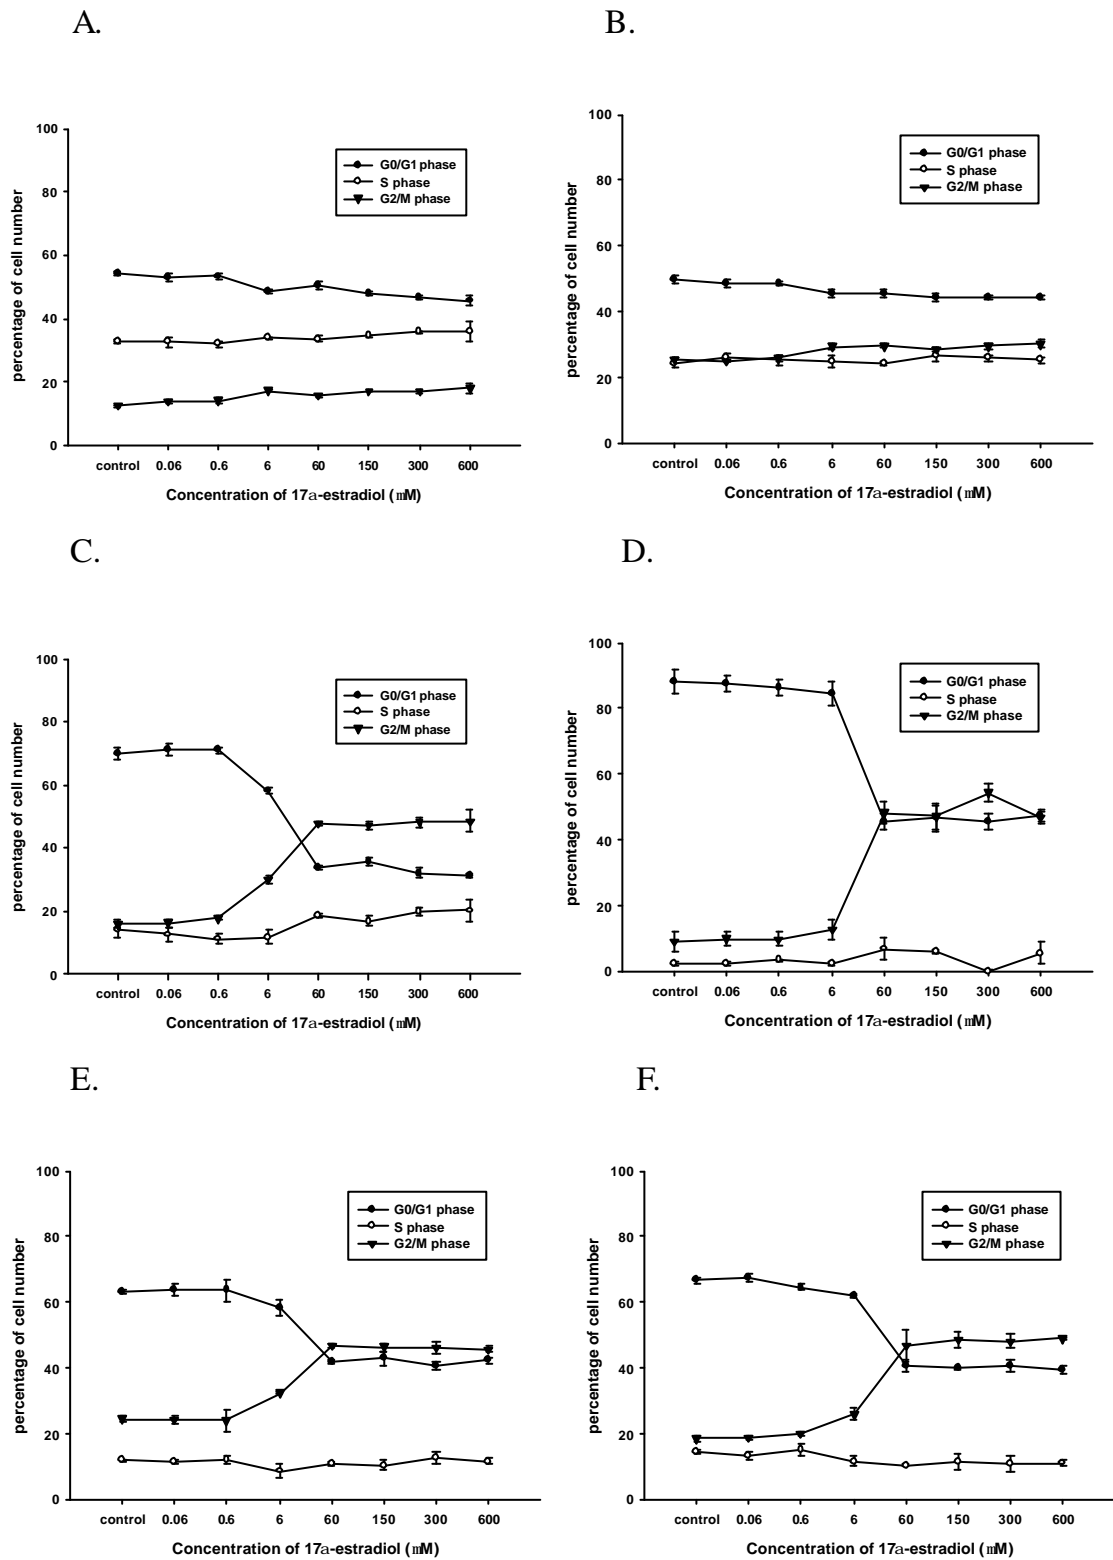 A.
100
80
60
40
20
0
percentage of cell number
G0/G1 phase
S phase
G2/M phase
control 0.06 0.6 6 60 150 300 600
Concentration of 17a-estradiol (mM)
B.
100
80
60
40
20
0
percentage of cell number
G0/G1 phase
S phase
G2/M phase
control 0.06 0.6 6 60 150 300 600
Concentration of 17a-estradiol (mM)
C.
100
80
60
40
20
0
percentage of cell number
G0/G1 phase
S phase
G2/M phase
control 0.06 0.6 6 60 150 300 600
Concentration of 17a-estradiol (mM)
D.
100
80
60
40
20
0
percentage of cell number
G0/G1 phase
S phase
G2/M phase
control 0.06 0.6 6 60 150 300 600
Concentration of 17a-estradiol (mM)
E.
100
80
60
40
20
0
percentage of cell number
G0/G1 phase
S phase
G2/M phase
control 0.06 0.6 6 60 150 300 600
Concentration of 17a-estradiol (mM)
F.
100
80
60
40
20
0
percentage of cell number
G0/G1 phase
S phase
G2/M phase
control 0.06 0.6 6 60 150 300 600
Concentration of 17a-estradiol (mM)